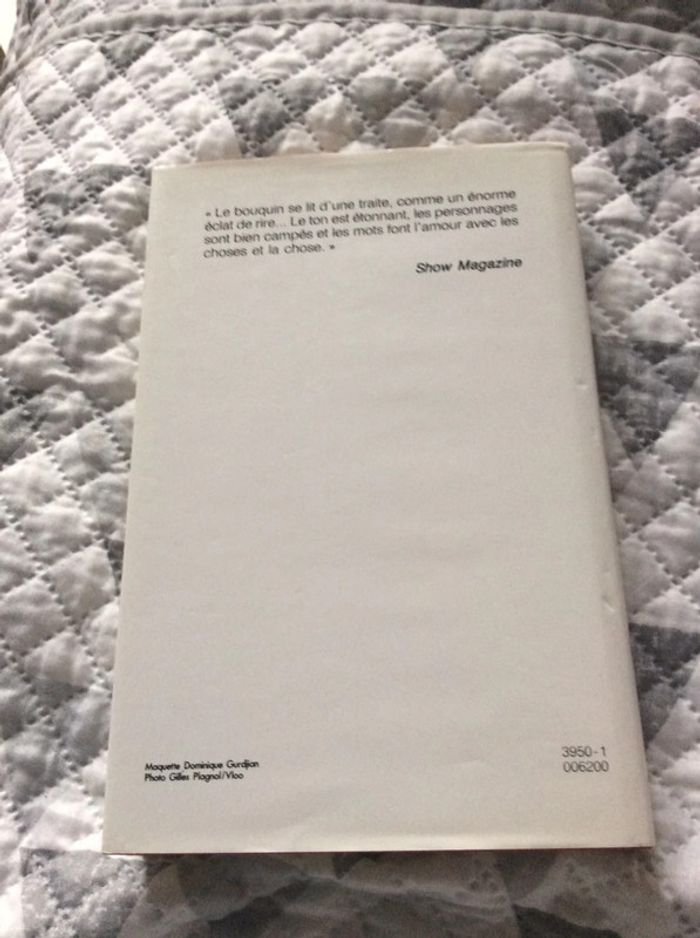 « Le bouquin se lit d'une traite, comme un énorme
éclat de rire... Le ton est étonnant, les personnages
sont bien campés et les mots font l'amour avec les
choses et la chose. »
Show Magazine
Maquette Dominique Gurdjian
Photo Gilles Plagnol/Vloo
3950-1
006200